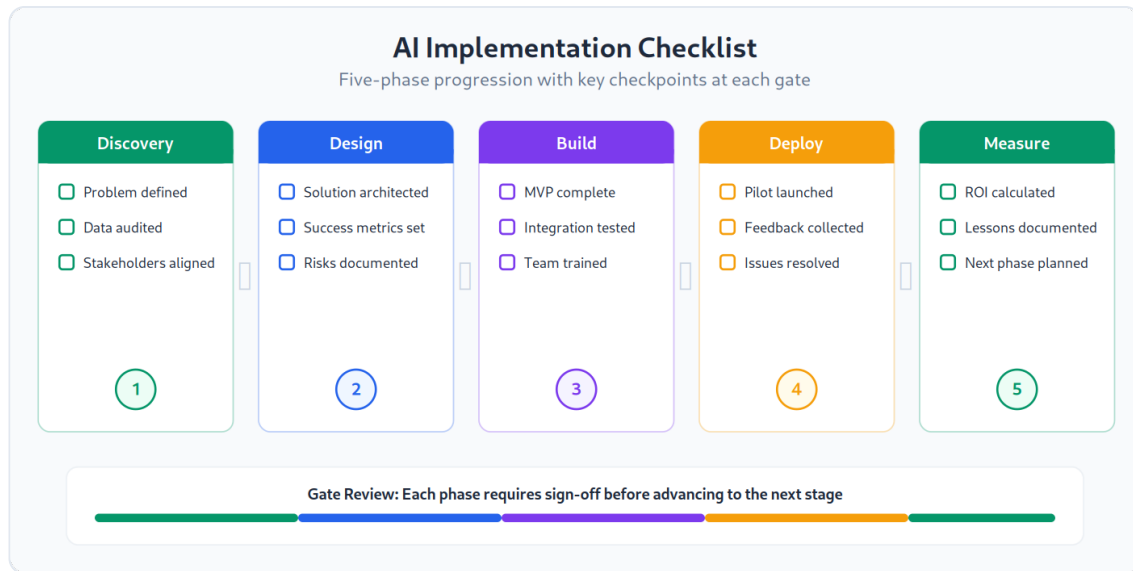 AI Implementation Checklist
Five-phase progression with key checkpoints at each gate
Discovery
Problem defined
Data audited
Stakeholders aligned
1
Design
Solution architected
Success metrics set
Risks documented
2
Build
MVP complete
Integration tested
Team trained
3
Deploy
Pilot launched
Feedback collected
Issues resolved
4
Measure
ROI calculated
Lessons documented
Next phase planned
5
Gate Review: Each phase requires sign-off before advancing to the next stage